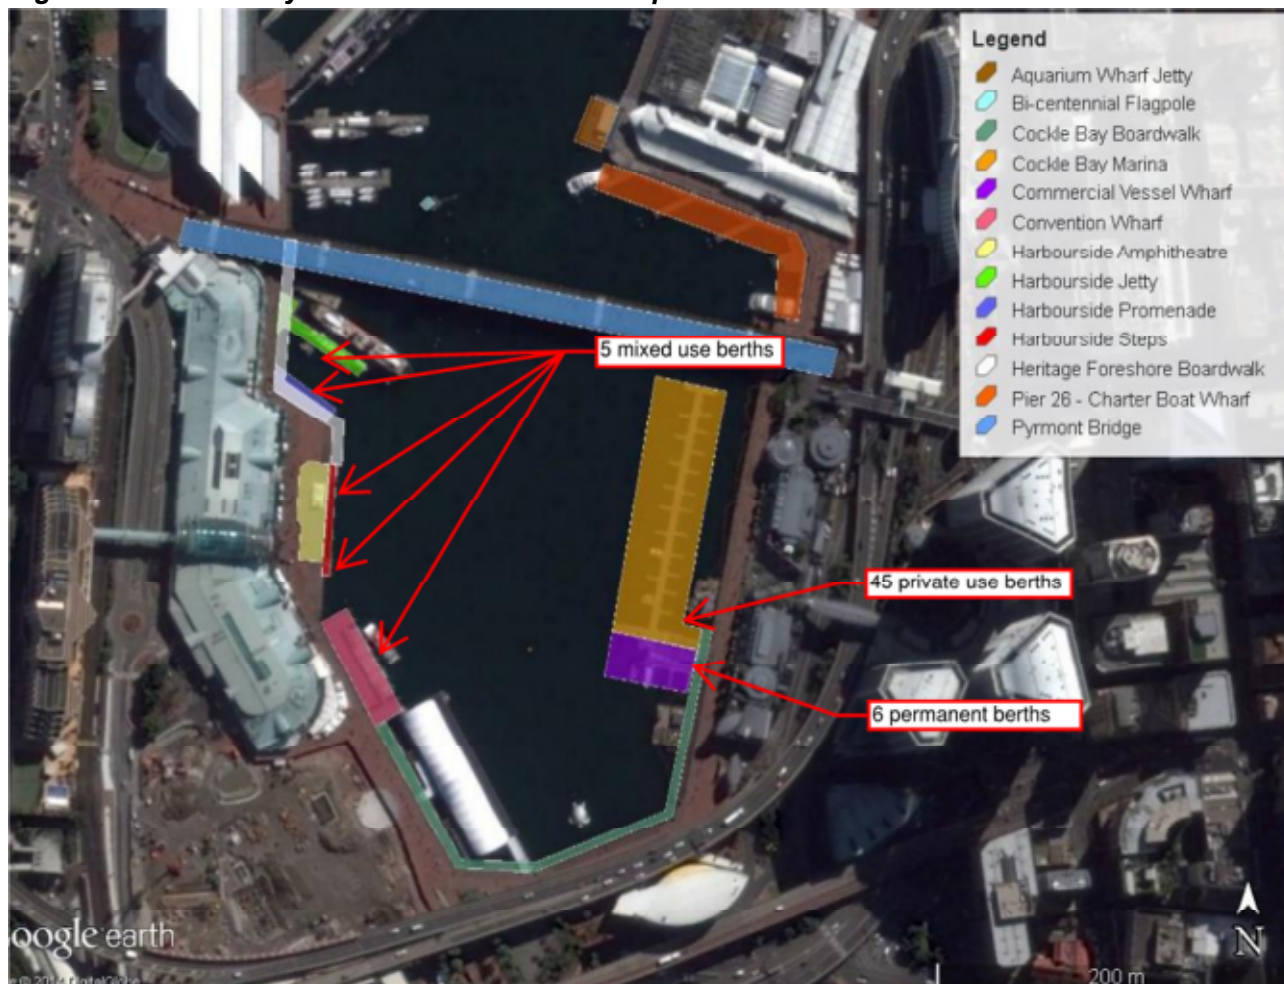 Legend
Aquarium Wharf Jetty
Bi-centennial Flagpole
Cockle Bay Boardwalk
Cockle Bay Marina
Commercial Vessel Wharf
Convention Wharf
Harbourside Amphitheatre
Harbourside Jetty
Harbourside Promenade
Harbourside Steps
Heritage Foreshore Boardwalk
Pier 26 - Charter Boat Wharf
Pyrmont Bridge
5 mixed use berths
45 private use berths
6 permanent berths
oogle earth
© 2014 DigitalGlobe
N
200 m